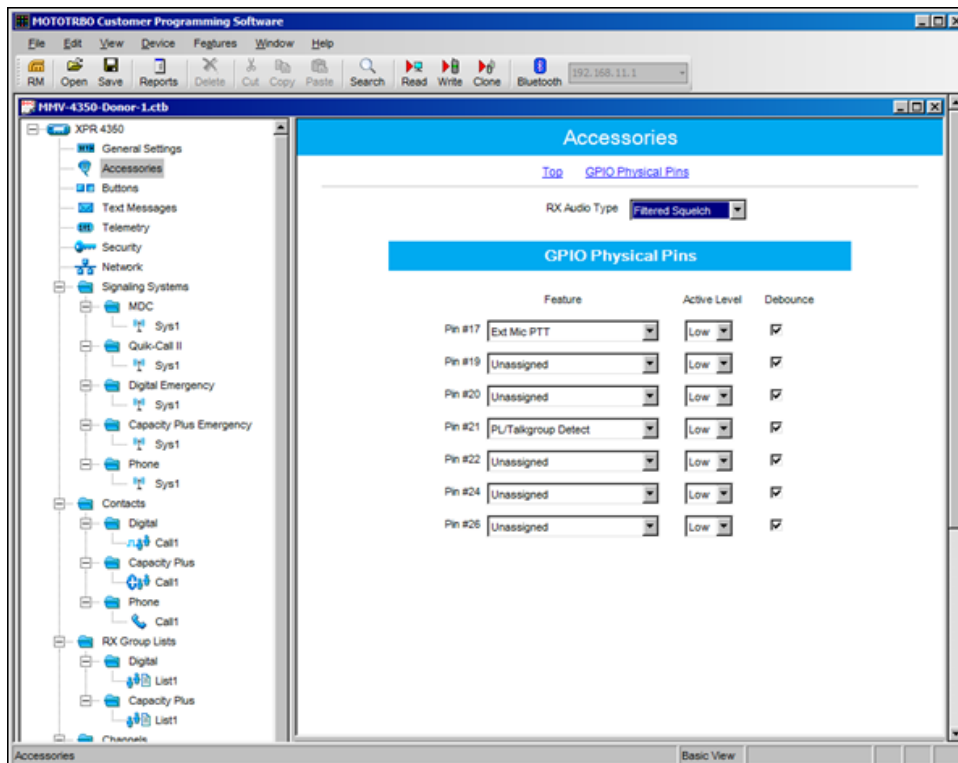 MOTOTRBO Customer Programming Software
File Edit View Device Features Window Help
RM Open Save Reports Delete Cut Copy Paste Search Read Write Clone Bluetooth 192.168.11.1
MMV-4350-Donor-1.ctb
XPR 4350
General Settings
Accessories
Buttons
Text Messages
Telemetry
Security
Network
Signaling Systems
MDC
Sys1
Quik-Call II
Sys1
Digital Emergency
Sys1
Capacity Plus Emergency
Sys1
Phone
Sys1
Contacts
Digital
Call1
Capacity Plus
Call1
Phone
Call1
RX Group Lists
Digital
List1
Capacity Plus
List1
Channels
Accessories
Top GPIO Physical Pins
RX Audio Type Filtered Squelch
GPIO Physical Pins
Feature Active Level Debounce
Pin #17 Ext Mic PTT Low
Pin #19 Unassigned Low
Pin #20 Unassigned Low
Pin #21 PL/Talkgroup Detect Low
Pin #22 Unassigned Low
Pin #24 Unassigned Low
Pin #26 Unassigned Low
Accessories Basic View